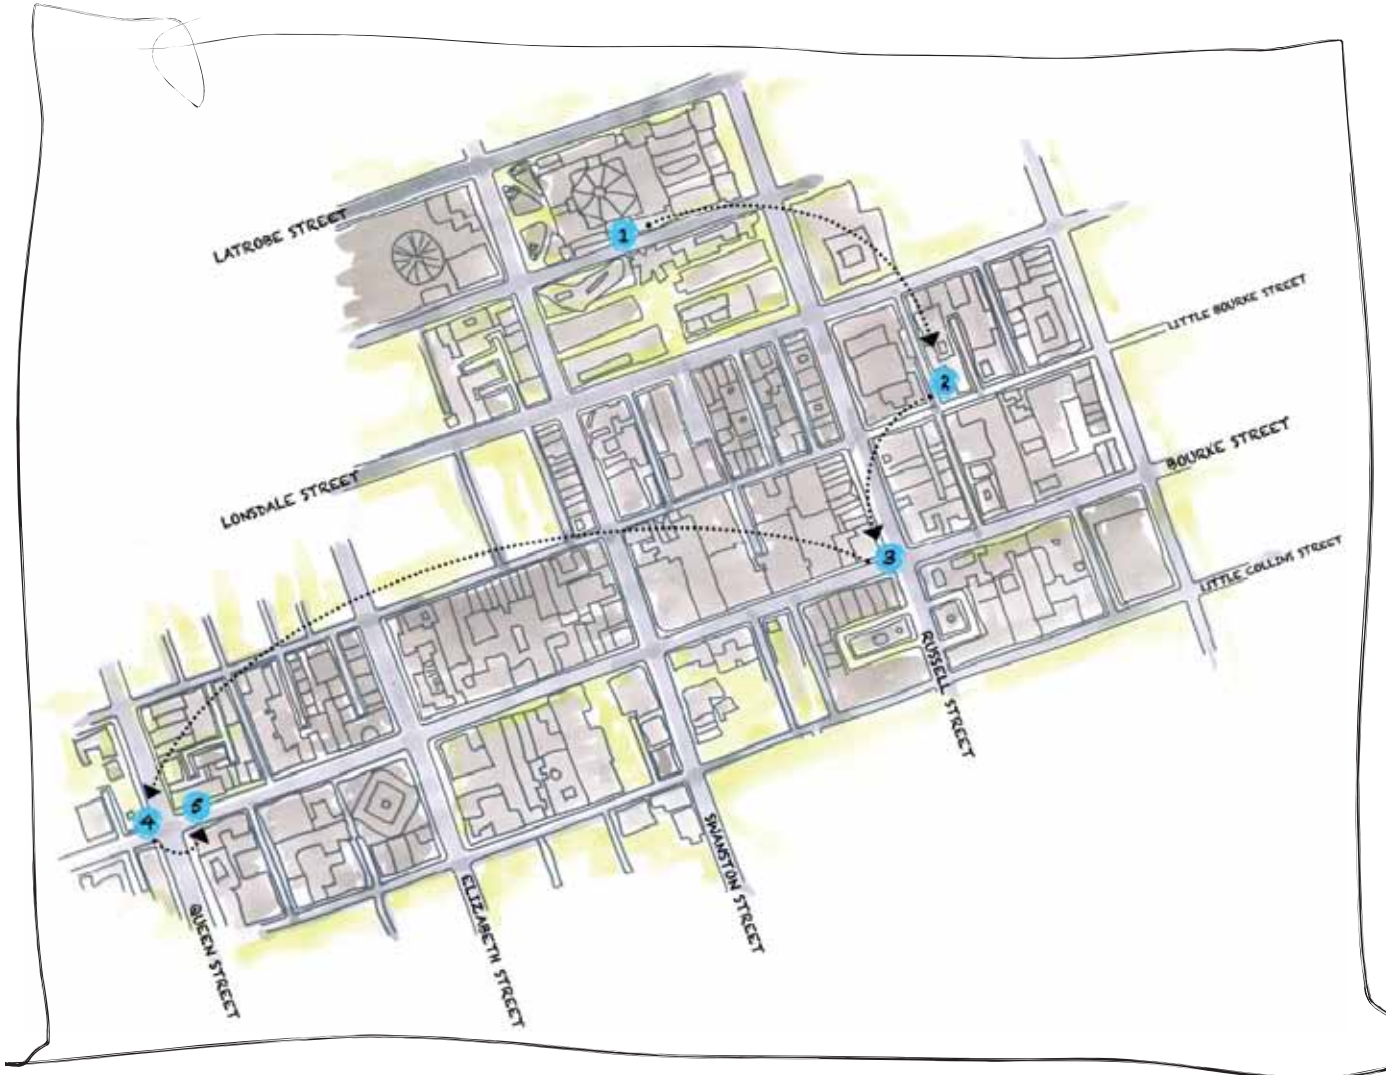 LATROBE STREET
1
LITTLE BOURKE STREET
2
BOURKE STREET
LONSDALE STREET
3
LITTLE COLLINS STREET
RUSSELL STREET
5
4
SWANSTON STREET
ELIZABETH STREET
QUEEN STREET